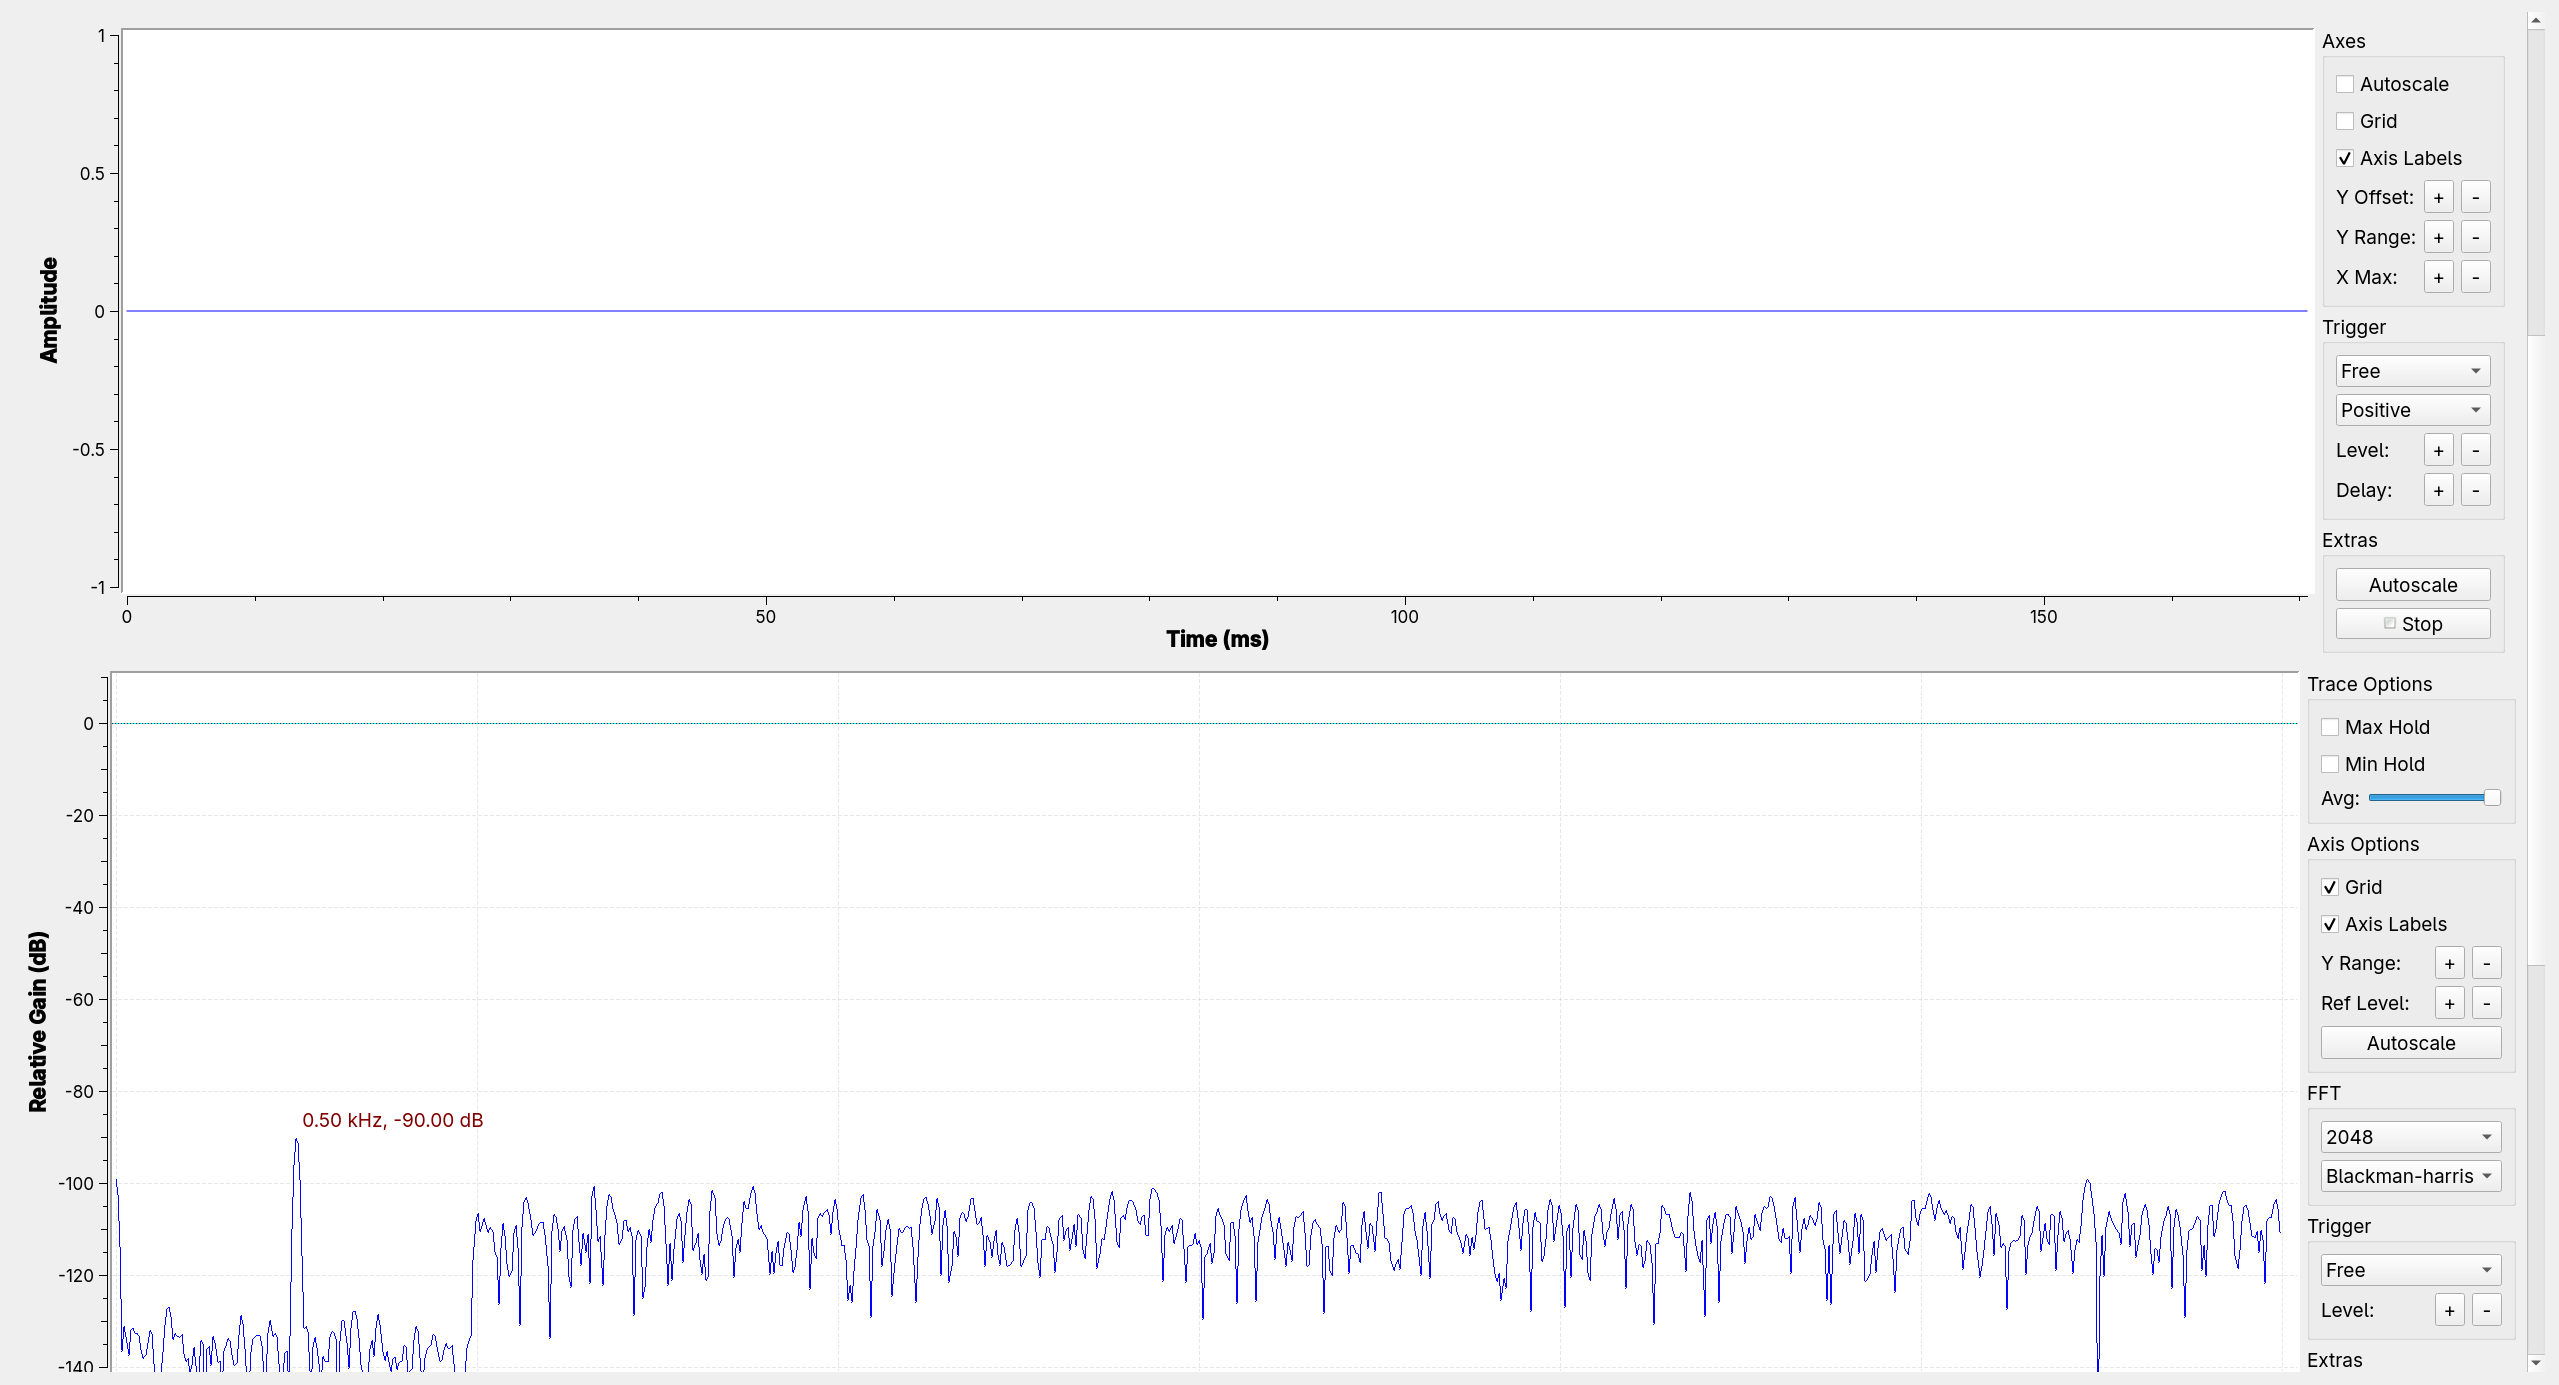 1
0.5
0
-0.5
-1
Amplitude
0
50
100
150
Time (ms)
Axes
Autoscale
Grid
Axis Labels
Y Offset: + -
Y Range: + -
X Max: + -
Trigger
Free
Positive
Level: + -
Delay: + -
Extras
Autoscale
Stop
0
-20
-40
-60
-80
-100
-120
-140
Relative Gain (dB)
0.50 kHz, -90.00 dB
Trace Options
Max Hold
Min Hold
Avg:
Axis Options
Grid
Axis Labels
Y Range: + -
Ref Level: + -
Autoscale
FFT
2048
Blackman-harris
Trigger
Free
Level: + -
Extras